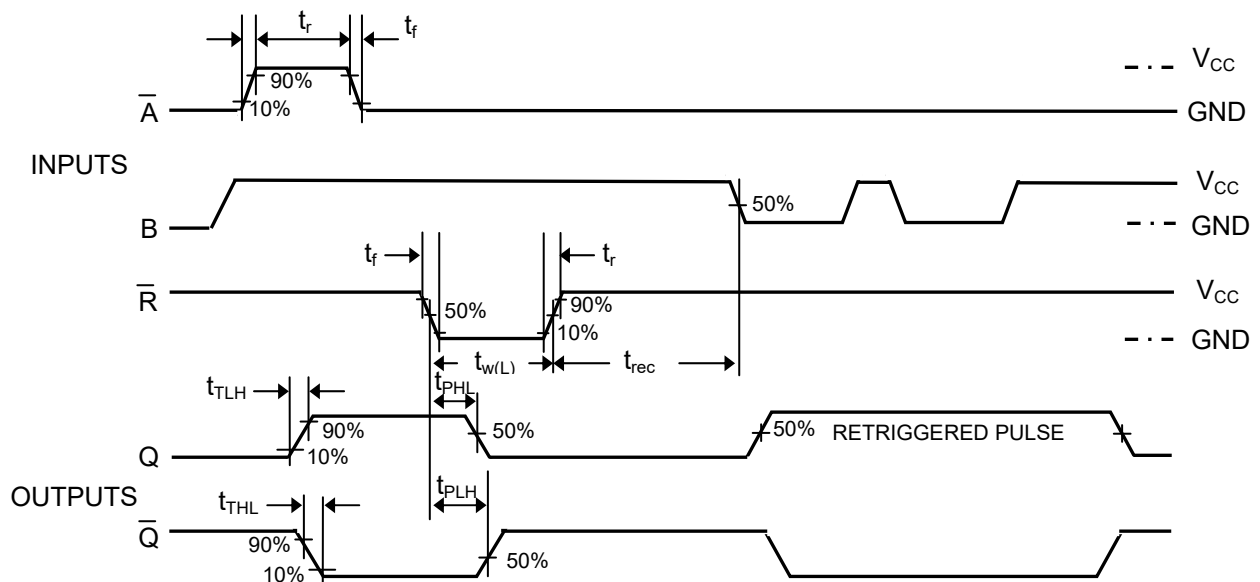 t_r t_f
V_CC
90%
10%
A̅ GND
INPUTS
V_CC
50%
B GND
t_f t_r
R̅ V_CC
50% 90%
10%
GND
t_w(L) t_rec
t_TLH t_PHL
90% 50% 50% RETRIGGERED PULSE
Q 10%
OUTPUTS
t_THL t_PLH
Q̅
90% 50%
10%